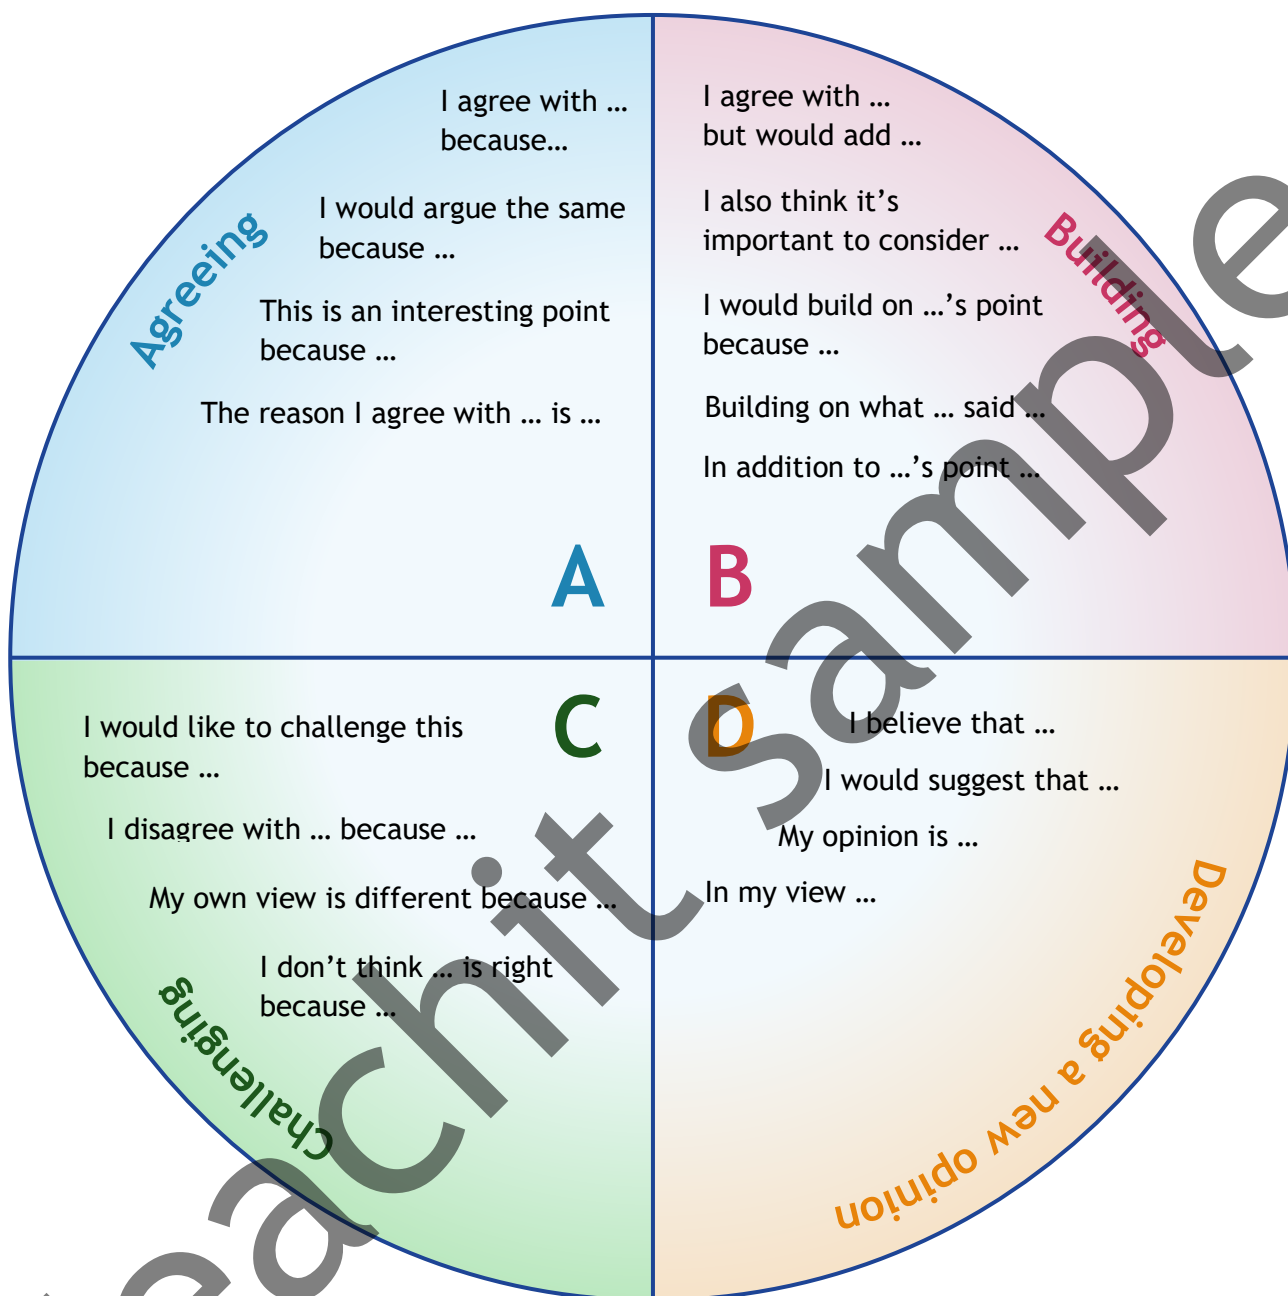 I agree with …
because…
I would argue the same
because …
This is an interesting point
because …
The reason I agree with … is …
Agreeing
A
I agree with …
but would add …
I also think it’s
important to consider …
I would build on …’s point
because …
Building on what … said …
In addition to …’s point …
Building
B
C
I would like to challenge this
because …
I disagree with … because …
My own view is different because …
I don’t think … is right
because …
Challenging
D
I believe that …
I would suggest that …
My opinion is …
In my view …
Developing a new opinion
teachit sample